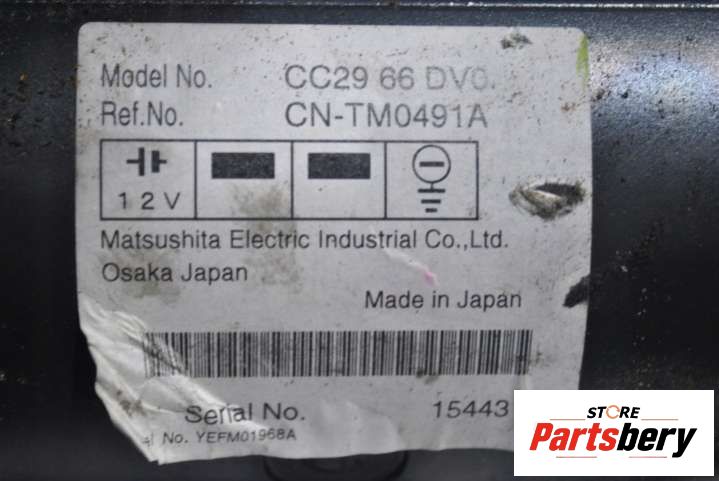 Model No. CC29 66 DV0.
Ref.No. CN-TM0491A
12V
Matsushita Electric Industrial Co.,Ltd.
Osaka Japan
Made in Japan
Serial No. 15443
No. YEFM01968A
STORE
Partsbery